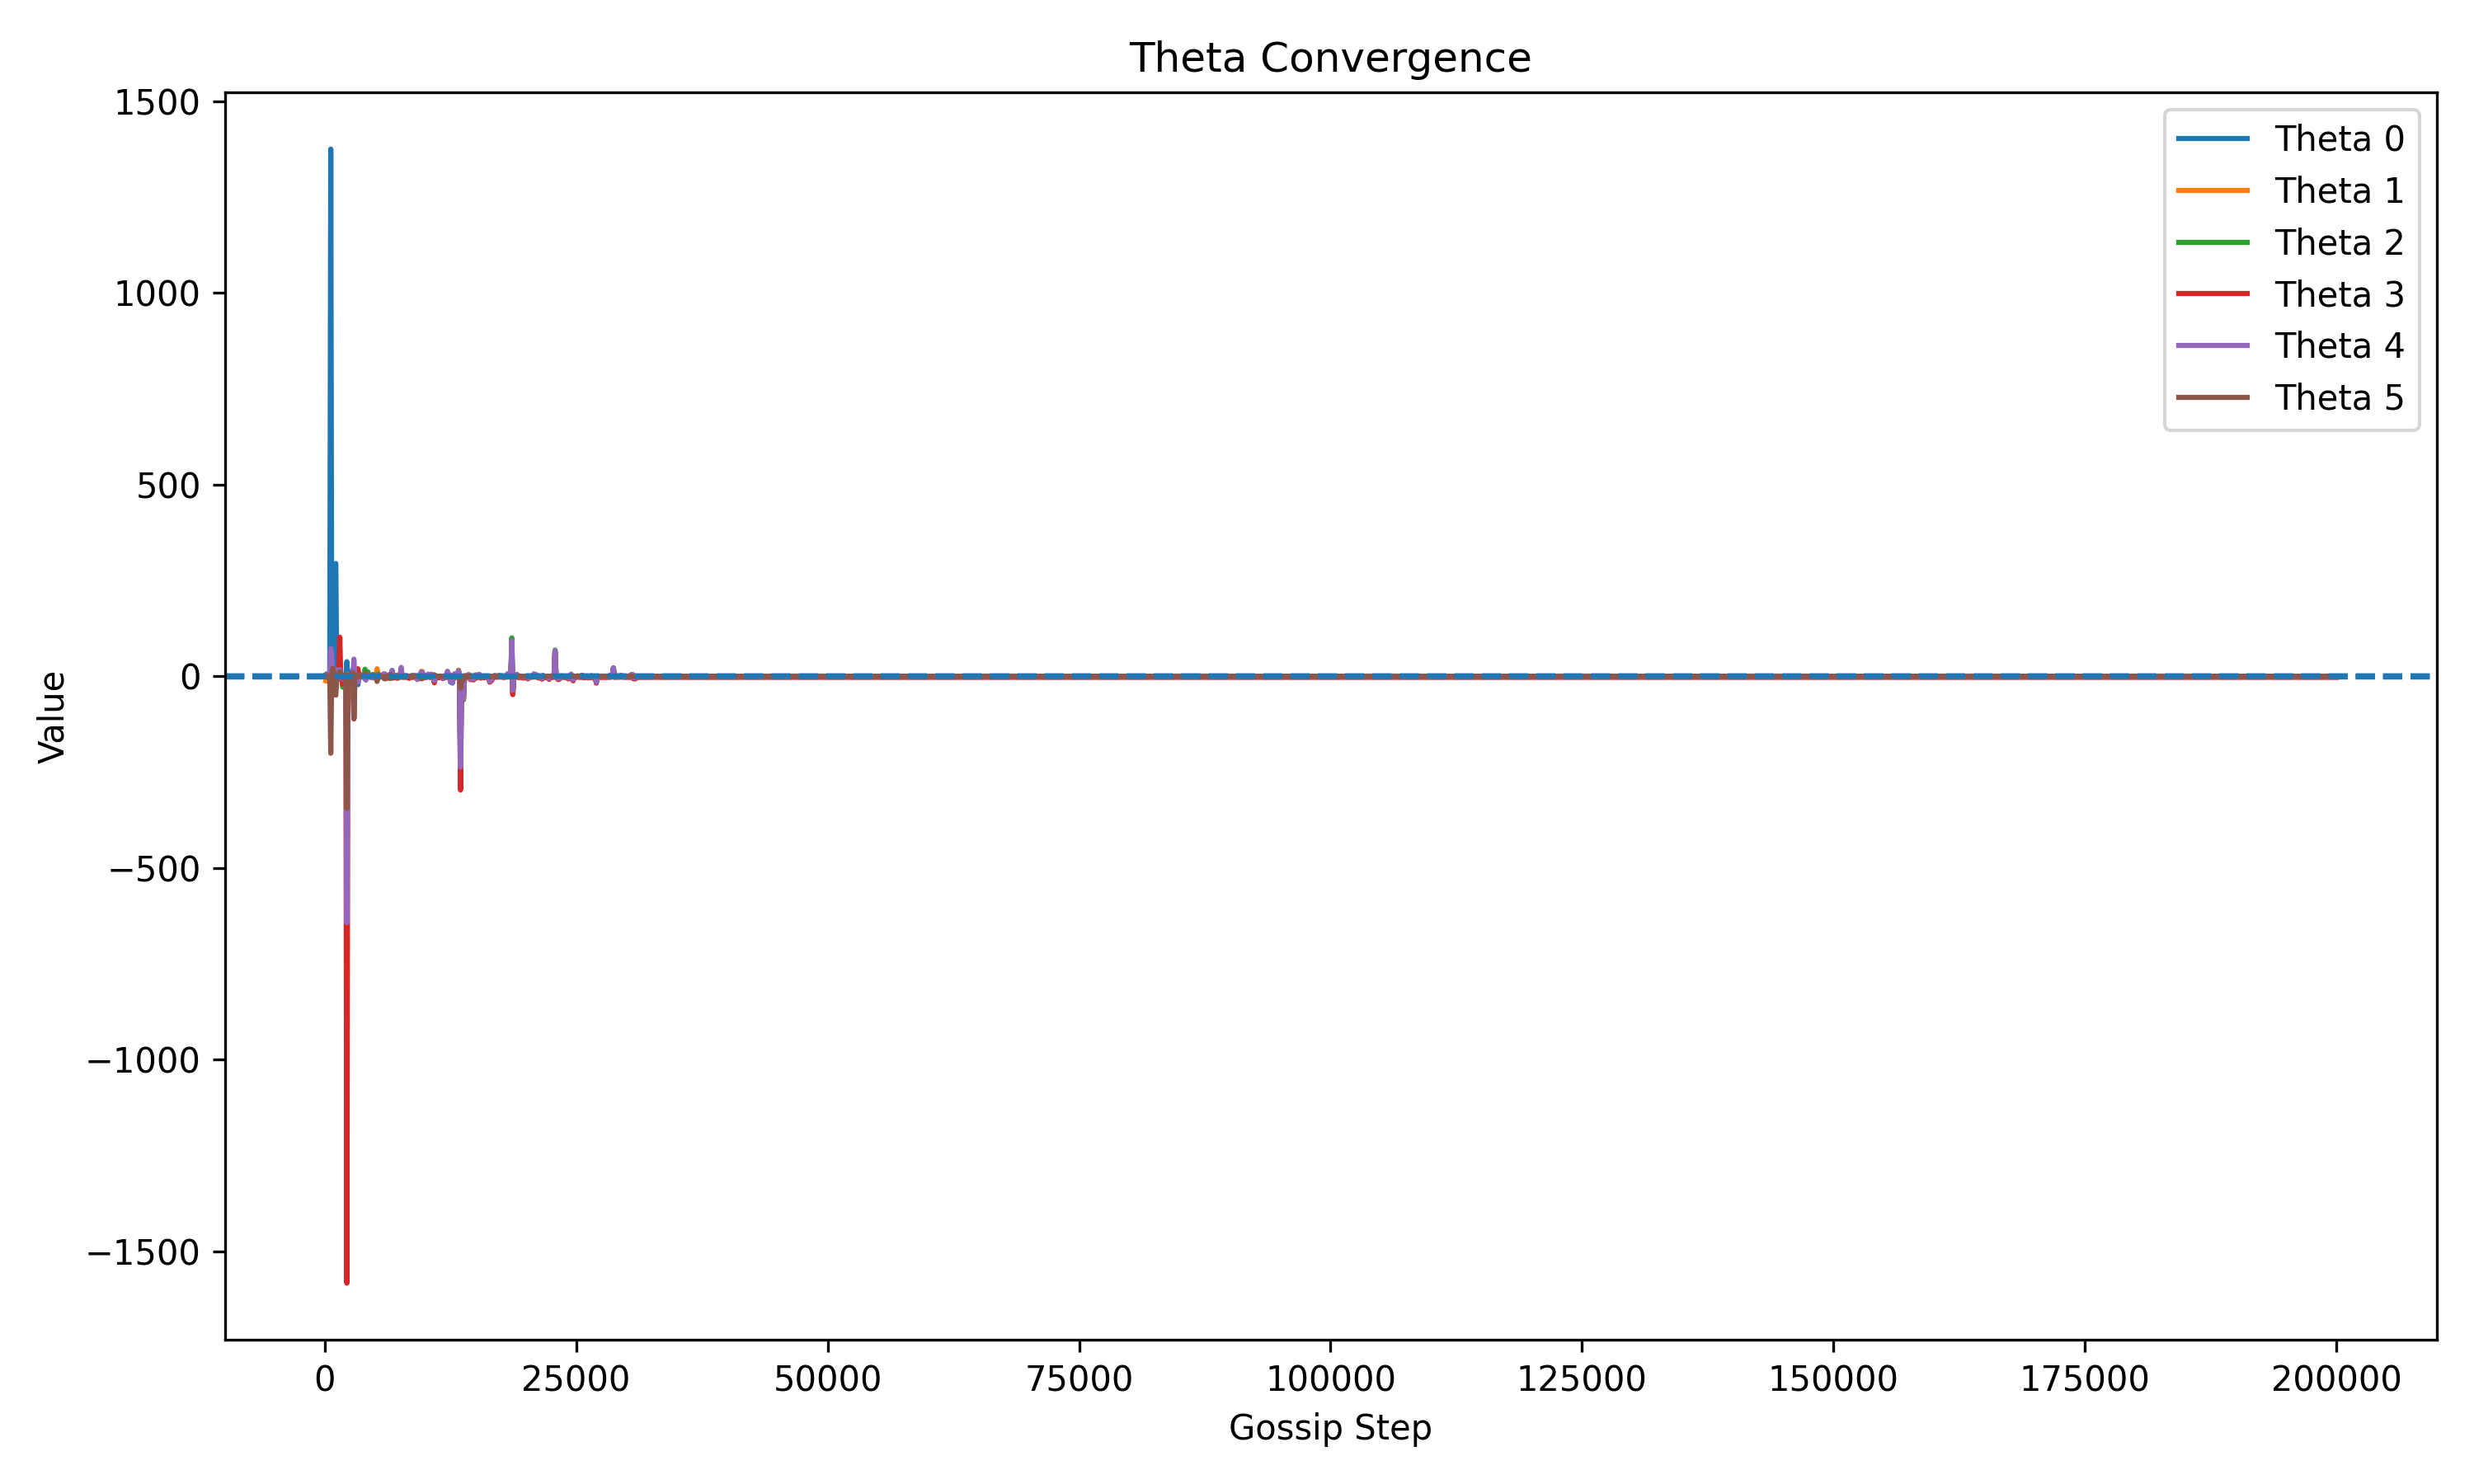 Theta Convergence
1500
1000
500
0
−500
−1000
−1500
Value
0
25000
50000
75000
100000
125000
150000
175000
200000
Gossip Step
Theta 0
Theta 1
Theta 2
Theta 3
Theta 4
Theta 5